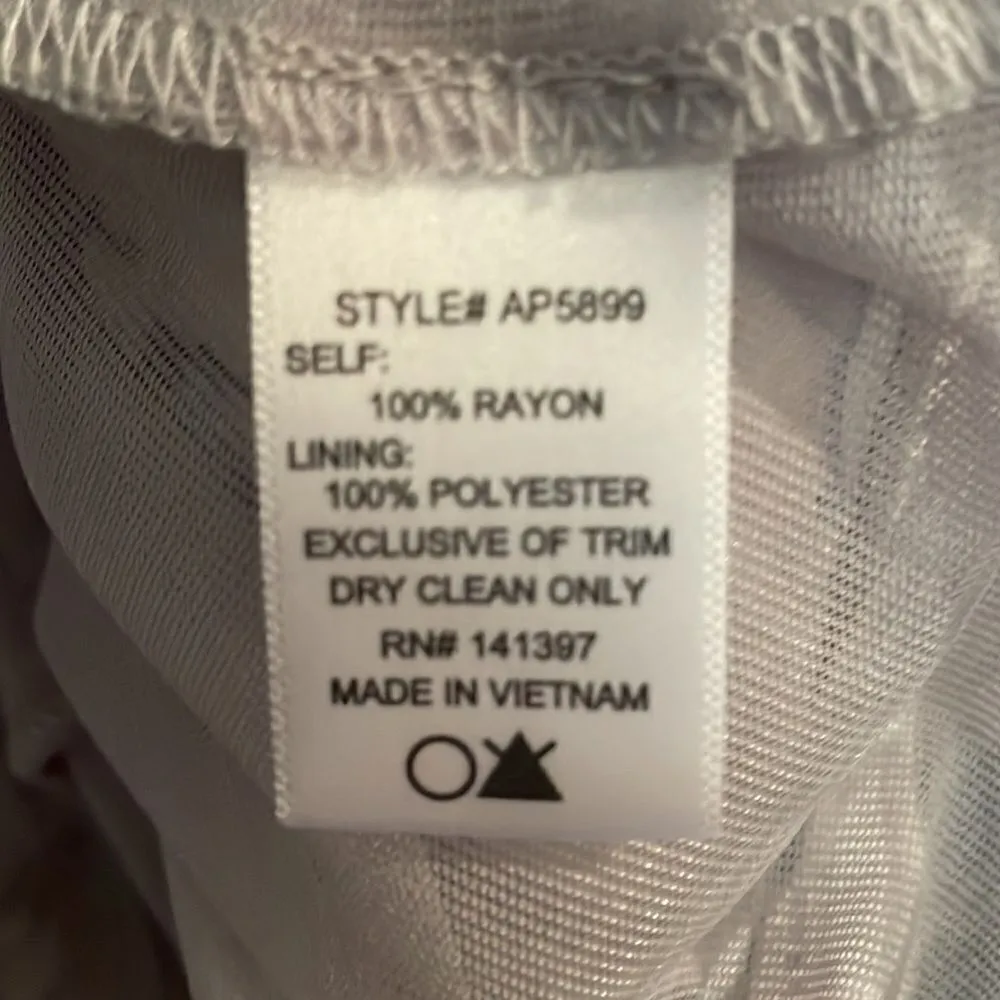 STYLE# AP5899
SELF:
100% RAYON
LINING:
100% POLYESTER
EXCLUSIVE OF TRIM
DRY CLEAN ONLY
RN# 141397
MADE IN VIETNAM